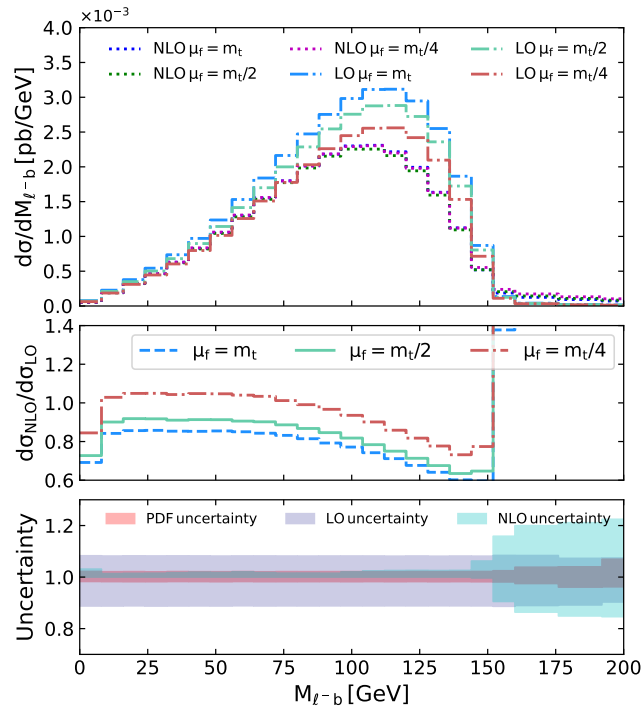 ×10⁻³
NLO μ_f = m_t NLO μ_f = m_t/4 LO μ_f = m_t/2
NLO μ_f = m_t/2 LO μ_f = m_t LO μ_f = m_t/4
dσ/dM_ℓ−b [pb/GeV]
4.0
3.5
3.0
2.5
2.0
1.5
1.0
0.5
0.0
μ_f = m_t μ_f = m_t/2 μ_f = m_t/4
dσ_NLO/dσ_LO
1.4
1.2
1.0
0.8
0.6
PDF uncertainty LO uncertainty NLO uncertainty
Uncertainty
1.2
1.0
0.8
0 25 50 75 100 125 150 175 200
M_ℓ−b [GeV]